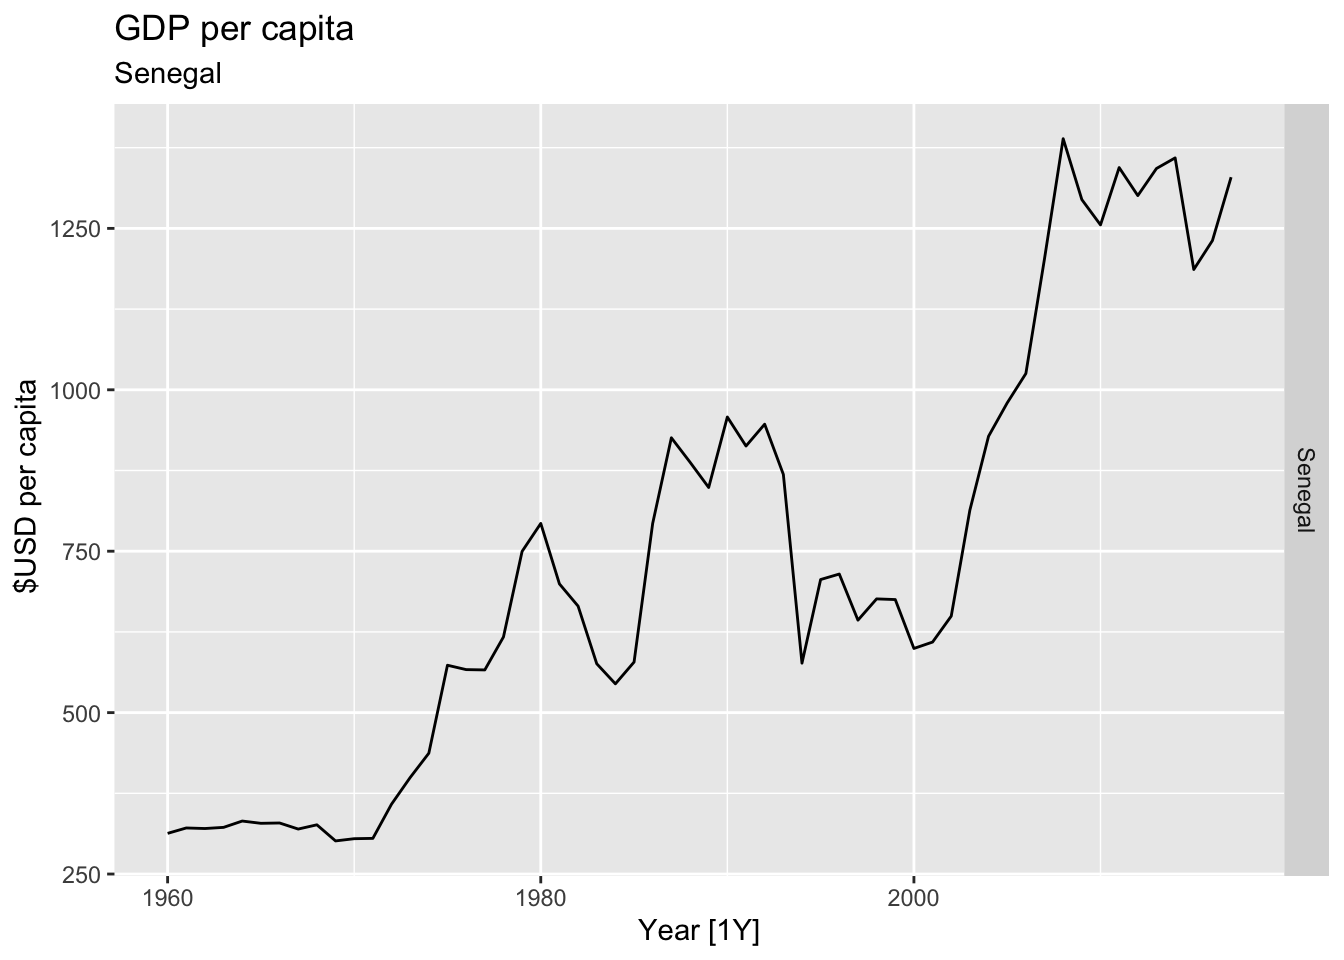 GDP per capita
Senegal
1250
1000
750
500
250
$USD per capita
Senegal
1960
1980
2000
Year [1Y]